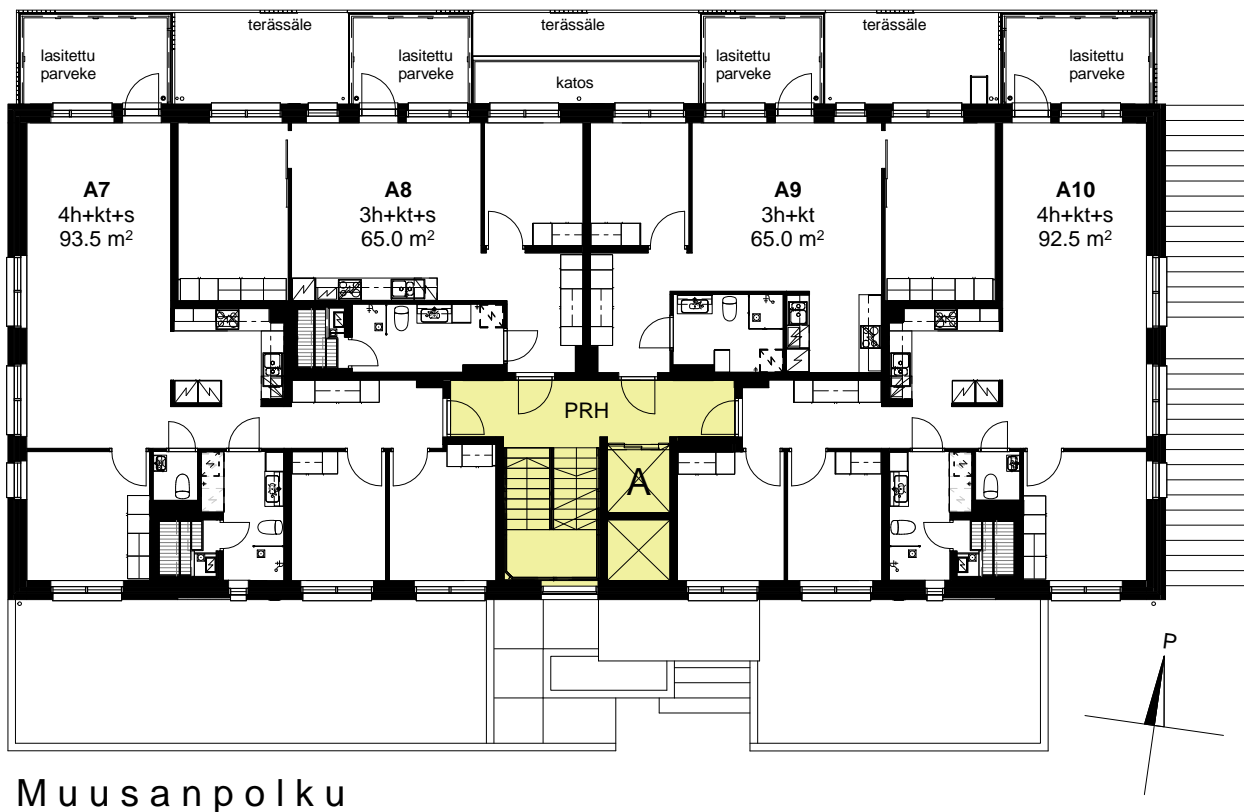 terässäle
terässäle
terässäle
lasitettu
parveke
lasitettu
parveke
lasitettu
parveke
lasitettu
parveke
katos
A7
4h+kt+s
93.5 m²
A8
3h+kt+s
65.0 m²
A9
3h+kt
65.0 m²
A10
4h+kt+s
92.5 m²
PRH
A
P
Muusanpolku